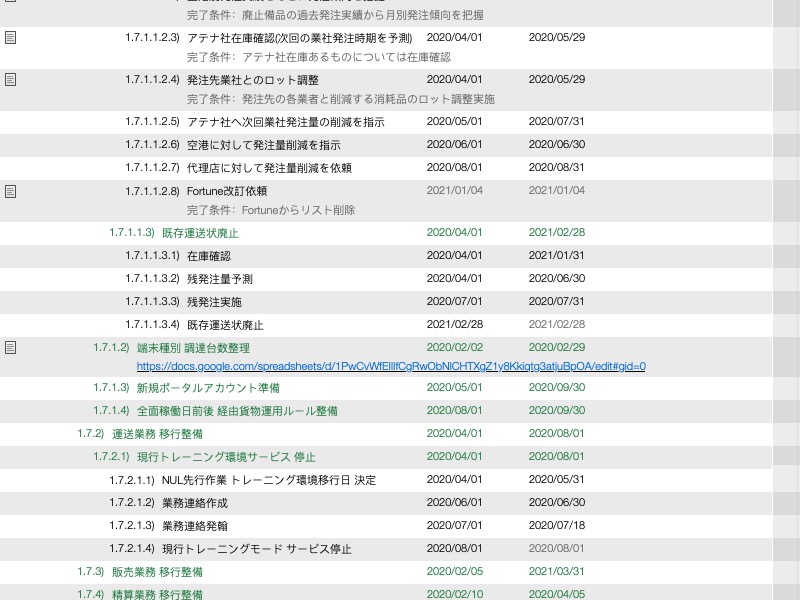 完了条件：廃止備品の過去発注実績から月別発注傾向を把握
1.7.1.1.2.3) アテナ社在庫確認(次回の業社発注時期を予測) 2020/04/01 2020/05/29
完了条件：アテナ社在庫あるものについては在庫確認
1.7.1.1.2.4) 発注先業社とのロット調整 2020/04/01 2020/05/29
完了条件：発注先の各業者と削減する消耗品のロット調整実施
1.7.1.1.2.5) アテナ社へ次回業社発注量の削減を指示 2020/05/01 2020/07/31
1.7.1.1.2.6) 空港に対して発注量削減を指示 2020/06/01 2020/06/30
1.7.1.1.2.7) 代理店に対して発注量削減を依頼 2020/08/01 2020/08/31
1.7.1.1.2.8) Fortune改訂依頼 2021/01/04 2021/01/04
完了条件：Fortuneからリスト削除
1.7.1.1.3) 既存運送状廃止 2020/04/01 2021/02/28
1.7.1.1.3.1) 在庫確認 2020/04/01 2021/01/31
1.7.1.1.3.2) 残発注量予測 2020/04/01 2020/06/30
1.7.1.1.3.3) 残発注実施 2020/07/01 2020/07/31
1.7.1.1.3.4) 既存運送状廃止 2021/02/28 2021/02/28
1.7.1.2) 端末種別 調達台数整理 2020/02/02 2020/02/29
1.7.1.3) 新規ポータルアカウント準備 2020/05/01 2020/09/30
1.7.1.4) 全面稼働日前後 経由貨物運用ルール整備 2020/08/01 2020/09/30
1.7.2) 運送業務 移行整備 2020/04/01 2020/08/01
1.7.2.1) 現行トレーニング環境サービス 停止 2020/04/01 2020/08/01
1.7.2.1.1) NUL先行作業 トレーニング環境移行日 決定 2020/04/01 2020/05/31
1.7.2.1.2) 業務連絡作成 2020/06/01 2020/06/30
1.7.2.1.3) 業務連絡発翰 2020/07/01 2020/07/18
1.7.2.1.4) 現行トレーニングモード サービス停止 2020/08/01 2020/08/01
1.7.3) 販売業務 移行整備 2020/02/05 2021/03/31
1.7.4) 精算業務 移行整備 2020/02/10 2020/04/05